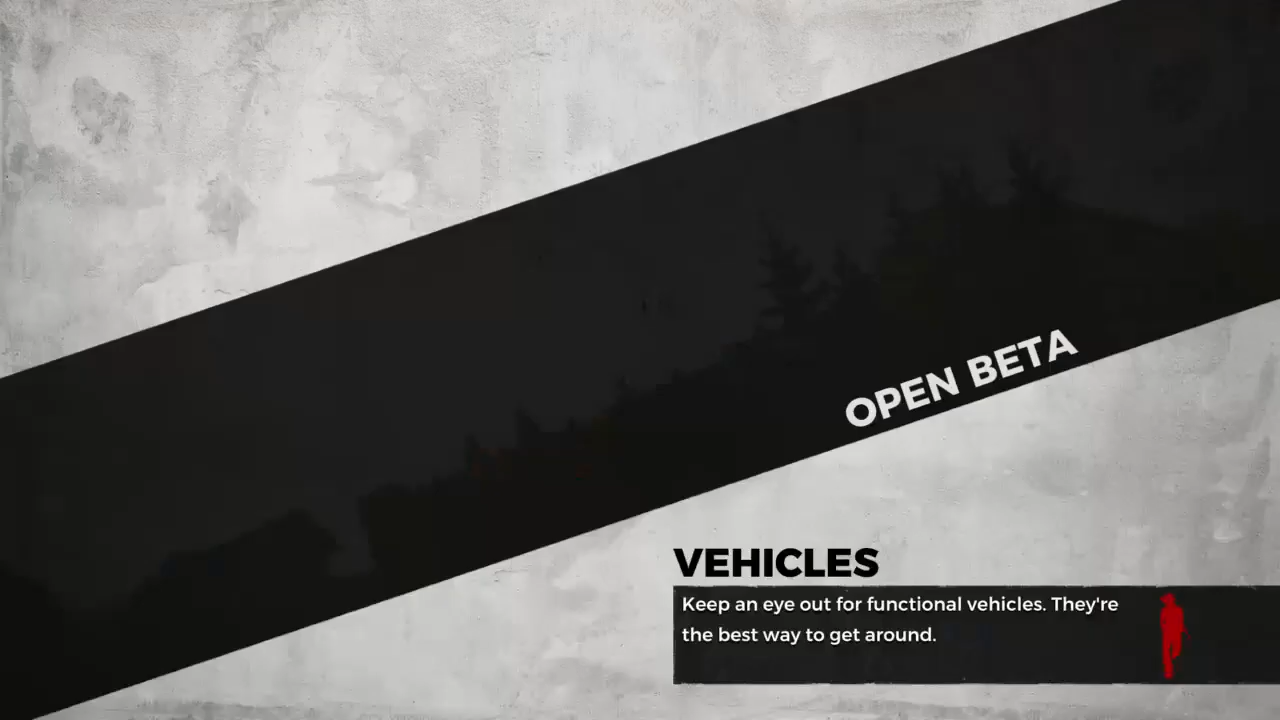 OPEN BETA
VEHICLES
Keep an eye out for functional vehicles. They're
the best way to get around.